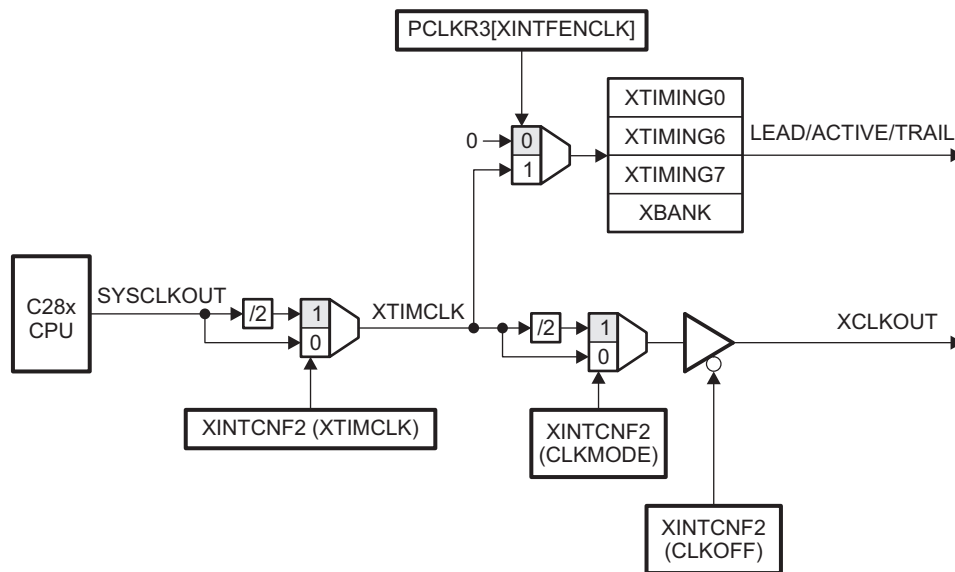 PCLKR3[XINTFENCLK]
XTIMING0
0
0
XTIMING6
LEAD/ACTIVE/TRAIL
1
XTIMING7
XBANK
C28x
CPU
SYSCLKOUT
/2
1
0
XTIMCLK
/2
1
0
XCLKOUT
XINTCNF2 (XTIMCLK)
XINTCNF2
(CLKMODE)
XINTCNF2
(CLKOFF)